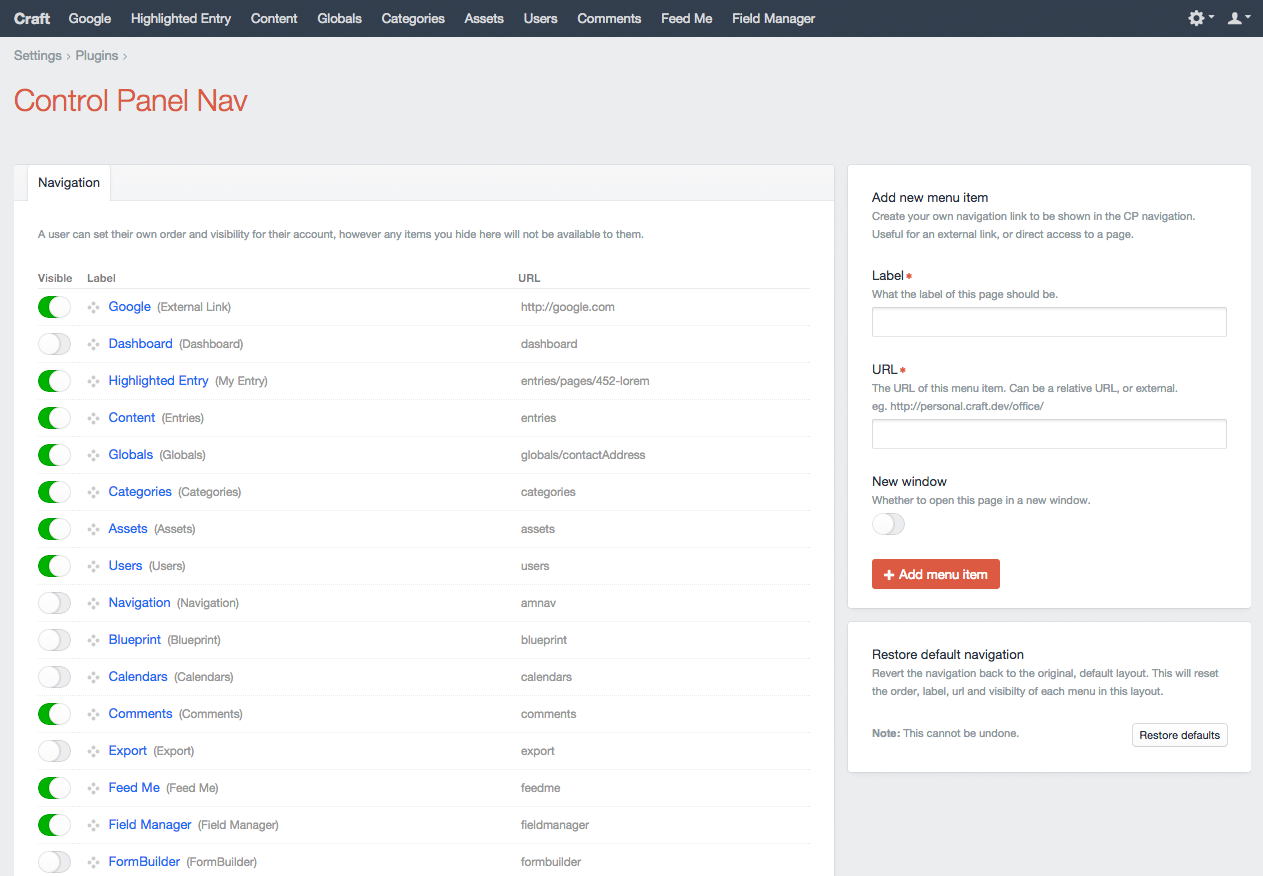 Craft Google Highlighted Entry Content Globals Categories Assets Users Comments Feed Me Field Manager
Settings › Plugins ›
Control Panel Nav
Navigation
A user can set their own order and visibility for their account, however any items you hide here will not be available to them.
Visible Label URL
Google (External Link) http://google.com
Dashboard (Dashboard) dashboard
Highlighted Entry (My Entry) entries/pages/452-lorem
Content (Entries) entries
Globals (Globals) globals/contactAddress
Categories (Categories) categories
Assets (Assets) assets
Users (Users) users
Navigation (Navigation) amnav
Blueprint (Blueprint) blueprint
Calendars (Calendars) calendars
Comments (Comments) comments
Export (Export) export
Feed Me (Feed Me) feedme
Field Manager (Field Manager) fieldmanager
FormBuilder (FormBuilder) formbuilder
Add new menu item
Create your own navigation link to be shown in the CP navigation.
Useful for an external link, or direct access to a page.
Label*
What the label of this page should be.
URL*
The URL of this menu item. Can be a relative URL, or external.
eg. http://personal.craft.dev/office/
New window
Whether to open this page in a new window.
+ Add menu item
Restore default navigation
Revert the navigation back to the original, default layout. This will reset
the order, label, url and visibilty of each menu in this layout.
Note: This cannot be undone.
Restore defaults